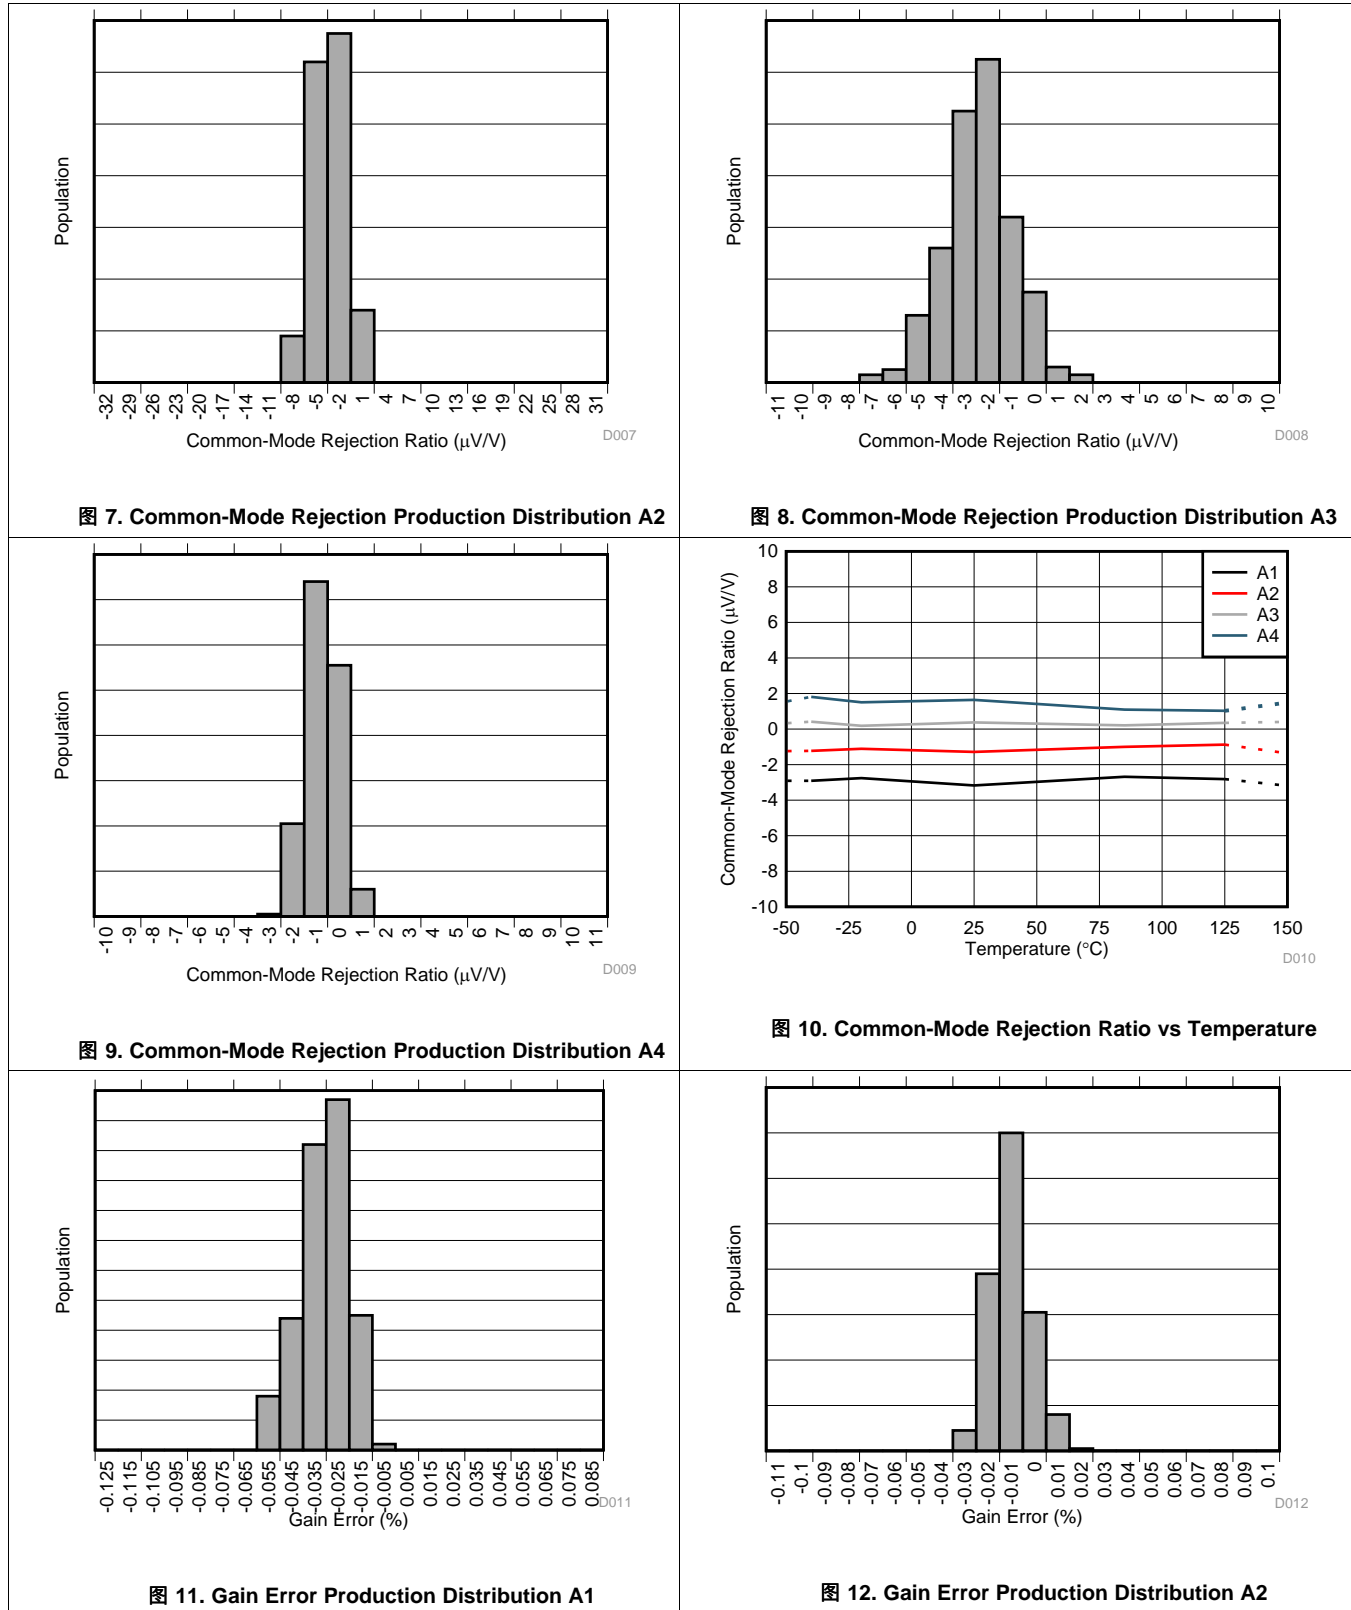 Population
-32 -29 -26 -23 -20 -17 -14 -11 -8 -5 -2 1 4 7 10 13 16 19 22 25 28 31
Common-Mode Rejection Ratio (μV/V)
D007
图 7. Common-Mode Rejection Production Distribution A2
Population
-11 -10 -9 -8 -7 -6 -5 -4 -3 -2 -1 0 1 2 3 4 5 6 7 8 9 10
Common-Mode Rejection Ratio (μV/V)
D008
图 8. Common-Mode Rejection Production Distribution A3
Population
-10 -9 -8 -7 -6 -5 -4 -3 -2 -1 0 1 2 3 4 5 6 7 8 9 10 11
Common-Mode Rejection Ratio (μV/V)
D009
图 9. Common-Mode Rejection Production Distribution A4
Common-Mode Rejection Ratio (μV/V)
10
8
6
4
2
0
-2
-4
-6
-8
-10
A1
A2
A3
A4
-50 -25 0 25 50 75 100 125 150
Temperature (°C)
D010
图 10. Common-Mode Rejection Ratio vs Temperature
Population
-0.125 -0.115 -0.105 -0.095 -0.085 -0.075 -0.065 -0.055 -0.045 -0.035 -0.025 -0.015 -0.005 0.005 0.015 0.025 0.035 0.045 0.055 0.065 0.075 0.085
Gain Error (%)
D011
图 11. Gain Error Production Distribution A1
Population
-0.11 -0.1 -0.09 -0.08 -0.07 -0.06 -0.05 -0.04 -0.03 -0.02 -0.01 0 0.01 0.02 0.03 0.04 0.05 0.06 0.07 0.08 0.09 0.1
Gain Error (%)
D012
图 12. Gain Error Production Distribution A2